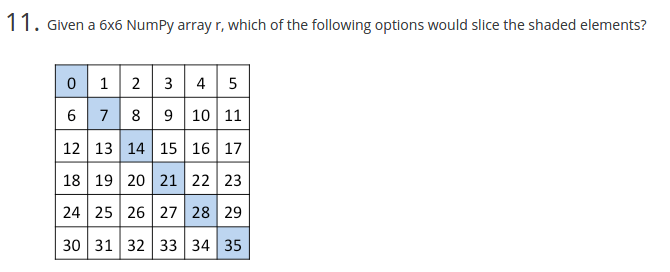 11. Given a 6x6 NumPy array r, which of the following options would slice the shaded elements?
0 1 2 3 4 5
6 7 8 9 10 11
12 13 14 15 16 17
18 19 20 21 22 23
24 25 26 27 28 29
30 31 32 33 34 35